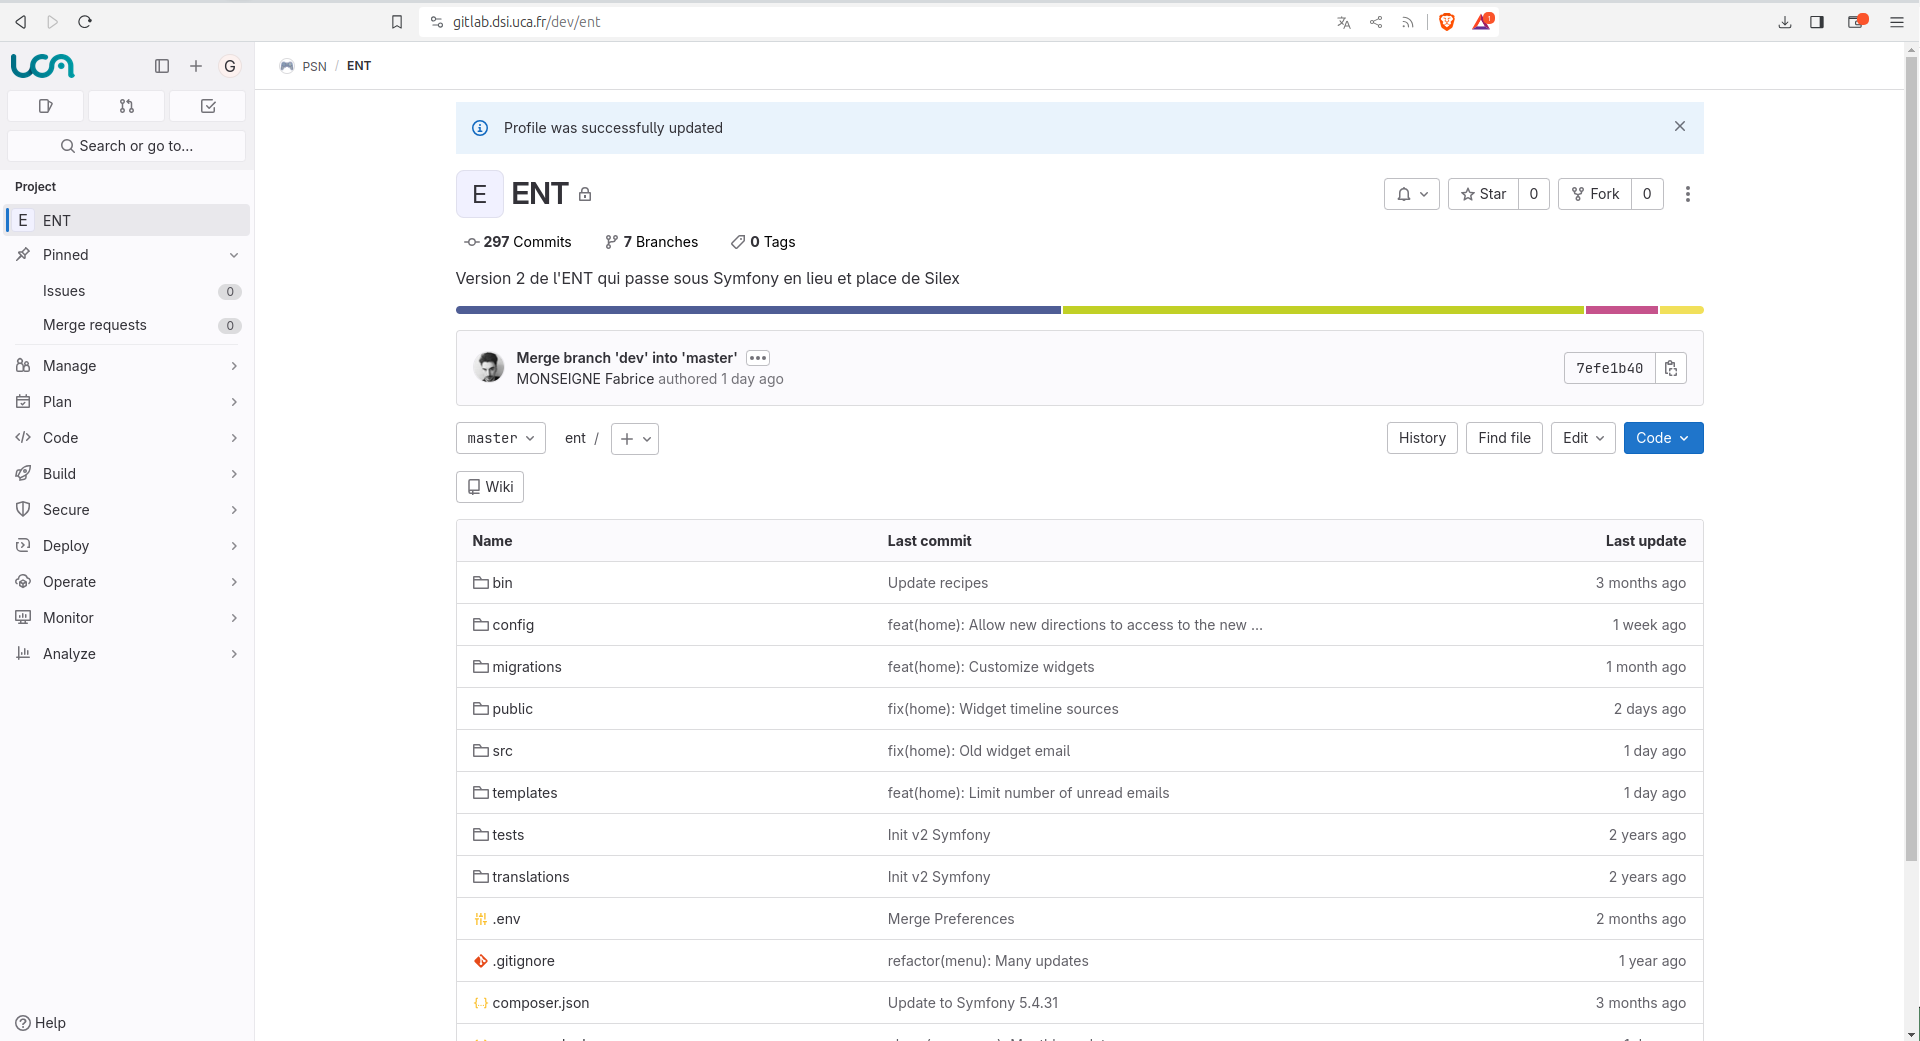 gitlab.dsi.uca.fr/dev/ent
1
uca
G
PSN / ENT
Search or go to...
Project
E ENT
Pinned
Issues 0
Merge requests 0
Manage
Plan
Code
Build
Secure
Deploy
Operate
Monitor
Analyze
Help
Profile was successfully updated
E ENT
Star 0
Fork 0
297 Commits 7 Branches 0 Tags
Version 2 de l'ENT qui passe sous Symfony en lieu et place de Silex
Merge branch 'dev' into 'master'
MONSEIGNE Fabrice authored 1 day ago
7efe1b40
master ent / +
History Find file Edit Code
Wiki
Name Last commit Last update
bin Update recipes 3 months ago
config feat(home): Allow new directions to access to the new ... 1 week ago
migrations feat(home): Customize widgets 1 month ago
public fix(home): Widget timeline sources 2 days ago
src fix(home): Old widget email 1 day ago
templates feat(home): Limit number of unread emails 1 day ago
tests Init v2 Symfony 2 years ago
translations Init v2 Symfony 2 years ago
.env Merge Preferences 2 months ago
.gitignore refactor(menu): Many updates 1 year ago
composer.json Update to Symfony 5.4.31 3 months ago